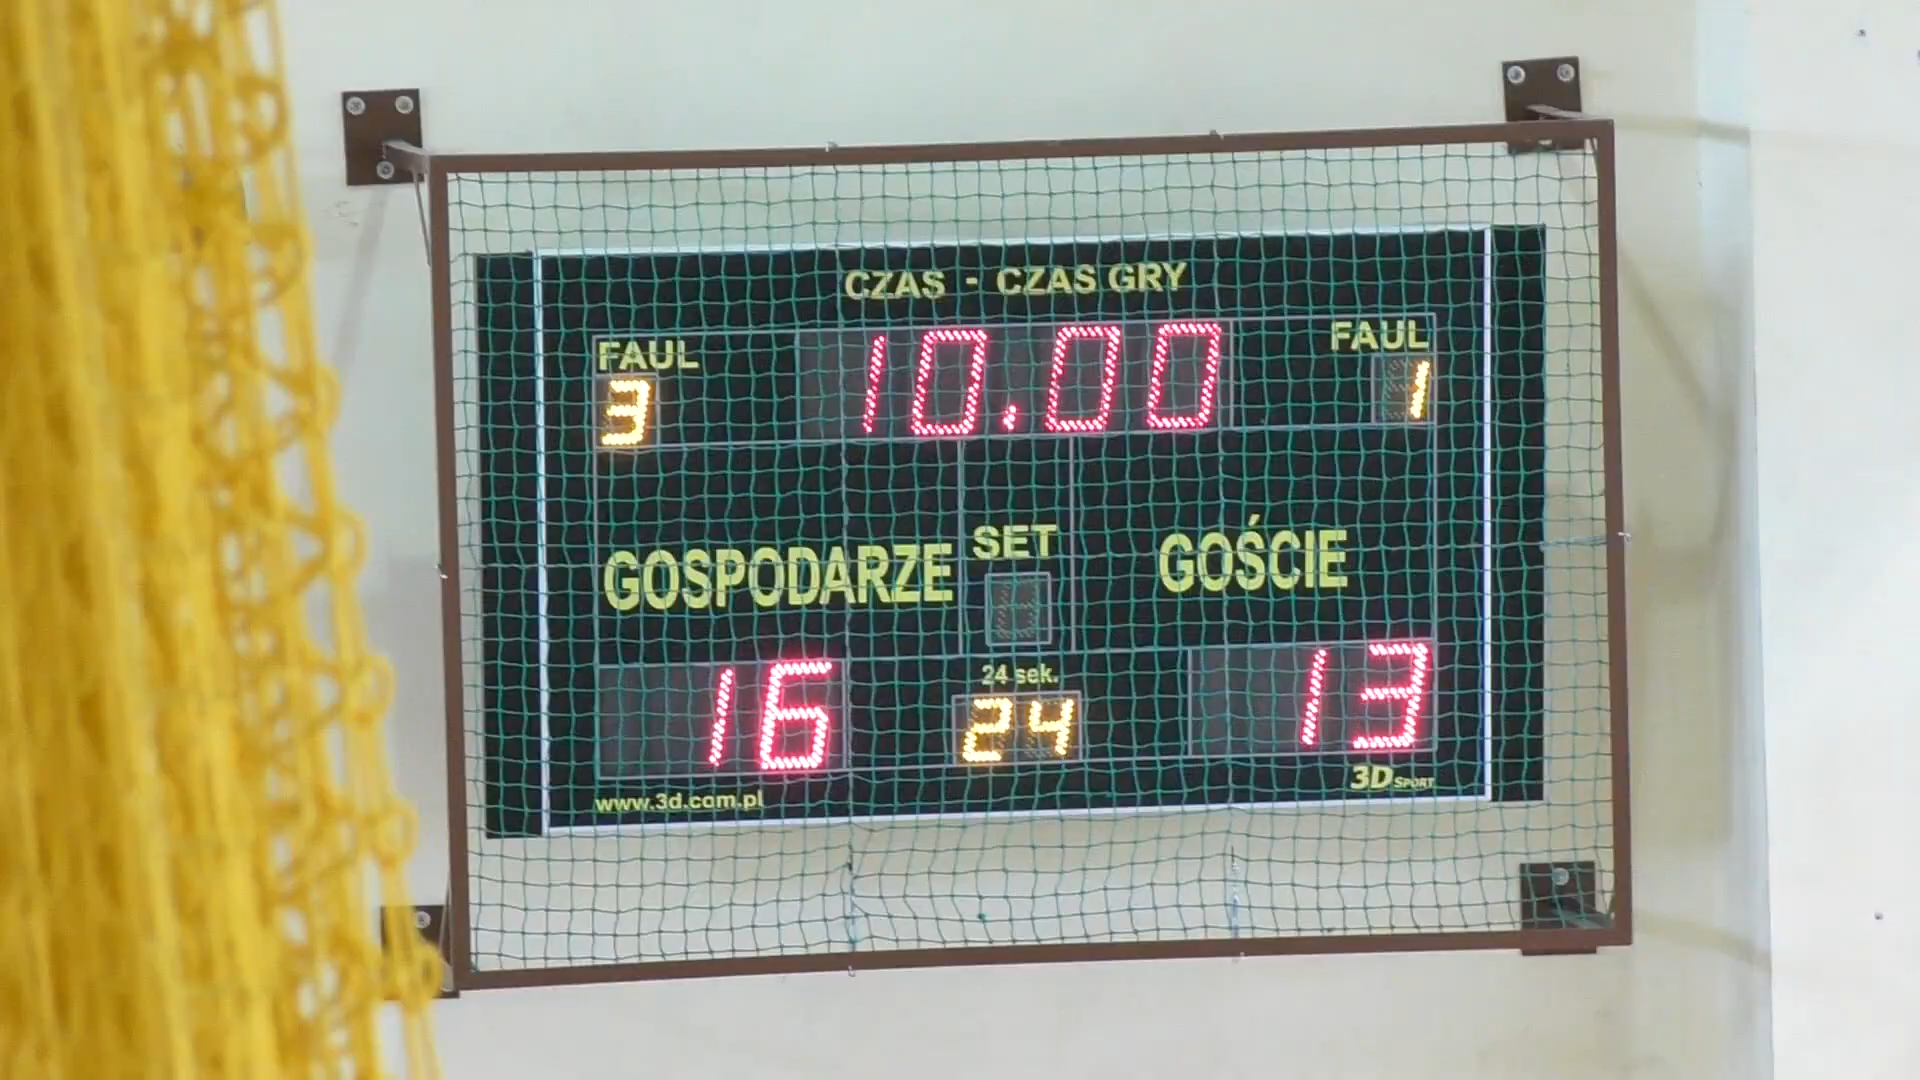 CZAS - CZAS GRY
FAUL
10.00
FAUL
3
1
GOSPODARZE
SET
GOŚCIE
16
24 sek.
24
13
www.3d.com.pl
3D SPORT